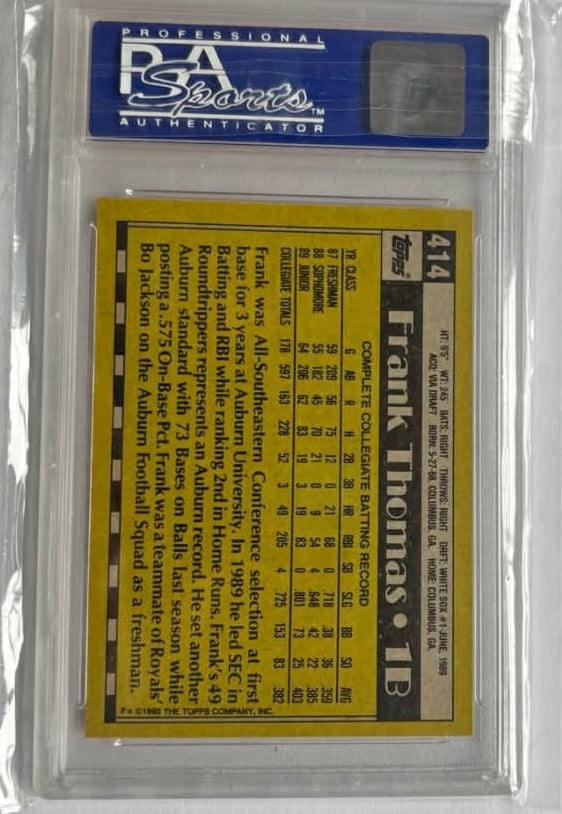 PROFESSIONAL
PSA
Sports™
AUTHENTICATOR
414
HT: 6'5" WT: 245 BATS: RIGHT THROWS: RIGHT DRAFT: WHITE SOX #1-JUNE, 1989
ACQ: VIA DRAFT BORN: 5-27-68, COLUMBUS, GA. HOME: COLUMBUS, GA.
TOPPS
Frank Thomas • 1B
COMPLETE COLLEGIATE BATTING RECORD
YR CLASS G AB R H 2B 3B HR RBI SB SLG BB SO AVG
87 FRESHMAN 59 209 56 75 12 0 21 68 0 .718 38 36 .359
88 SOPHOMORE 55 182 45 70 21 0 9 54 4 .648 42 22 .385
89 JUNIOR 64 206 62 83 19 3 19 83 0 .801 73 25 .403
COLLEGIATE TOTALS 178 597 163 228 52 3 49 205 4 .725 153 83 .382
Frank was All-Southeastern Conference selection at first
base for 3 years at Auburn University. In 1989 he led SEC in
Batting and RBI while ranking 2nd in Home Runs. Frank's 49
Roundtrippers represents an Auburn record. He set another
Auburn standard with 73 Bases on Balls last season while
posting a .575 On-Base Pct. Frank was a teammate of Royals'
Bo Jackson on the Auburn Football Squad as a freshman.
F* ©1990 THE TOPPS COMPANY, INC.